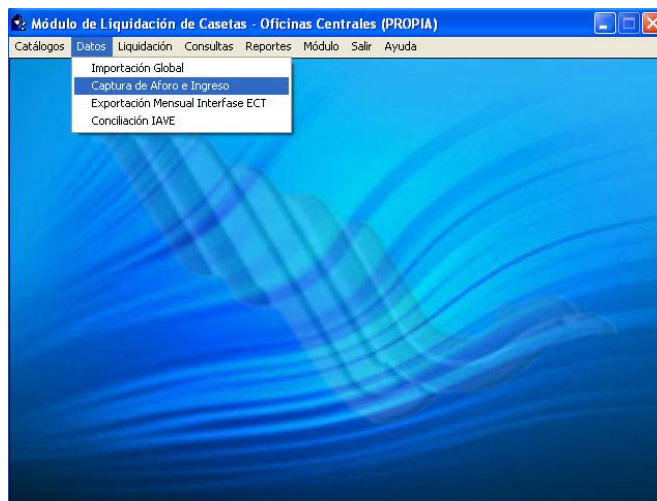 Módulo de Liquidación de Casetas - Oficinas Centrales (PROPIA)
Catálogos Datos Liquidación Consultas Reportes Módulo Salir Ayuda
Importación Global
Captura de Aforo e Ingreso
Exportación Mensual Interfase ECT
Conciliación IAVE